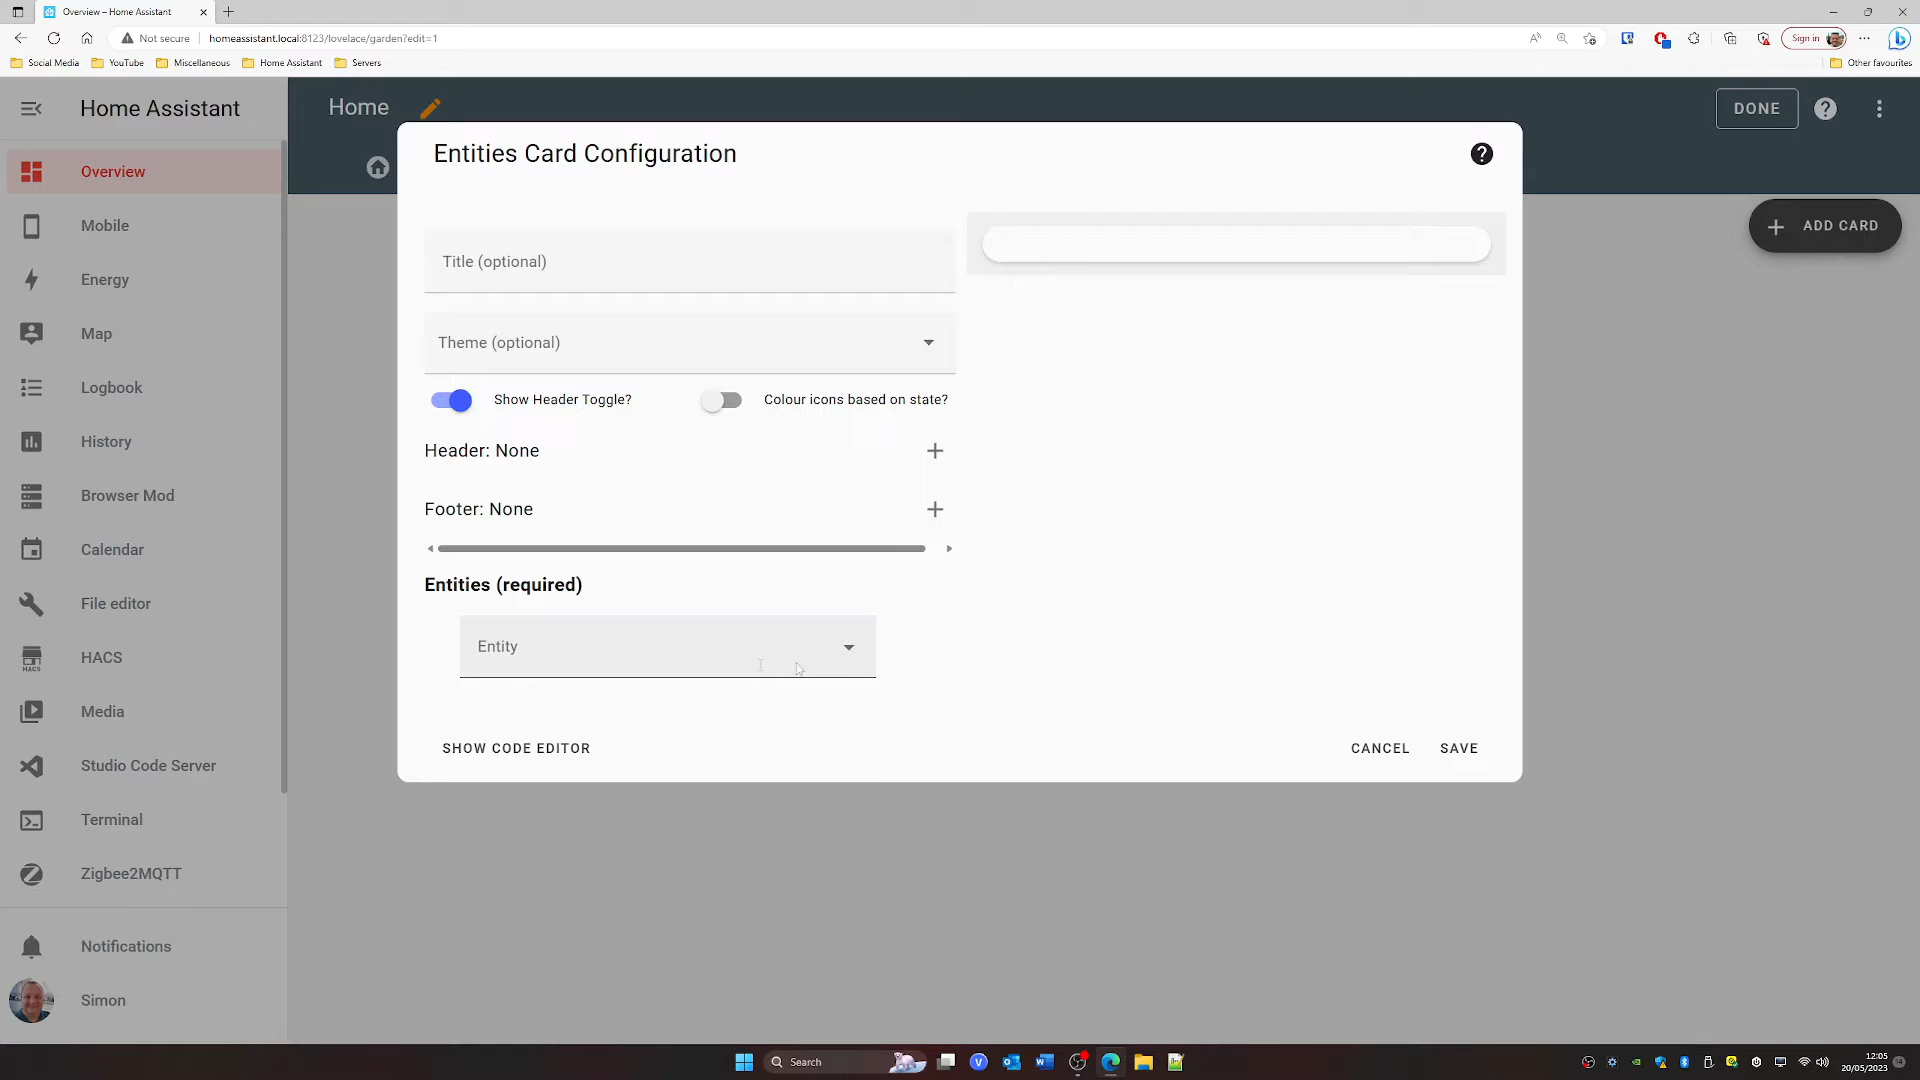 Overview – Home Assistant
Not secure
homeassistant.local:8123/lovelace/garden?edit=1
Sign in
Social Media
YouTube
Miscellaneous
Home Assistant
Servers
Other favourites
Home Assistant
Home
DONE
Entities Card Configuration
Overview
Mobile
Energy
Map
Logbook
History
Browser Mod
Calendar
File editor
HACS
HACS
Media
Studio Code Server
Terminal
Zigbee2MQTT
Notifications
Simon
ADD CARD
Title (optional)
Theme (optional)
Show Header Toggle?
Colour icons based on state?
Header: None
Footer: None
Entities (required)
Entity
SHOW CODE EDITOR
CANCEL
SAVE
Search
12:05
20/05/2023